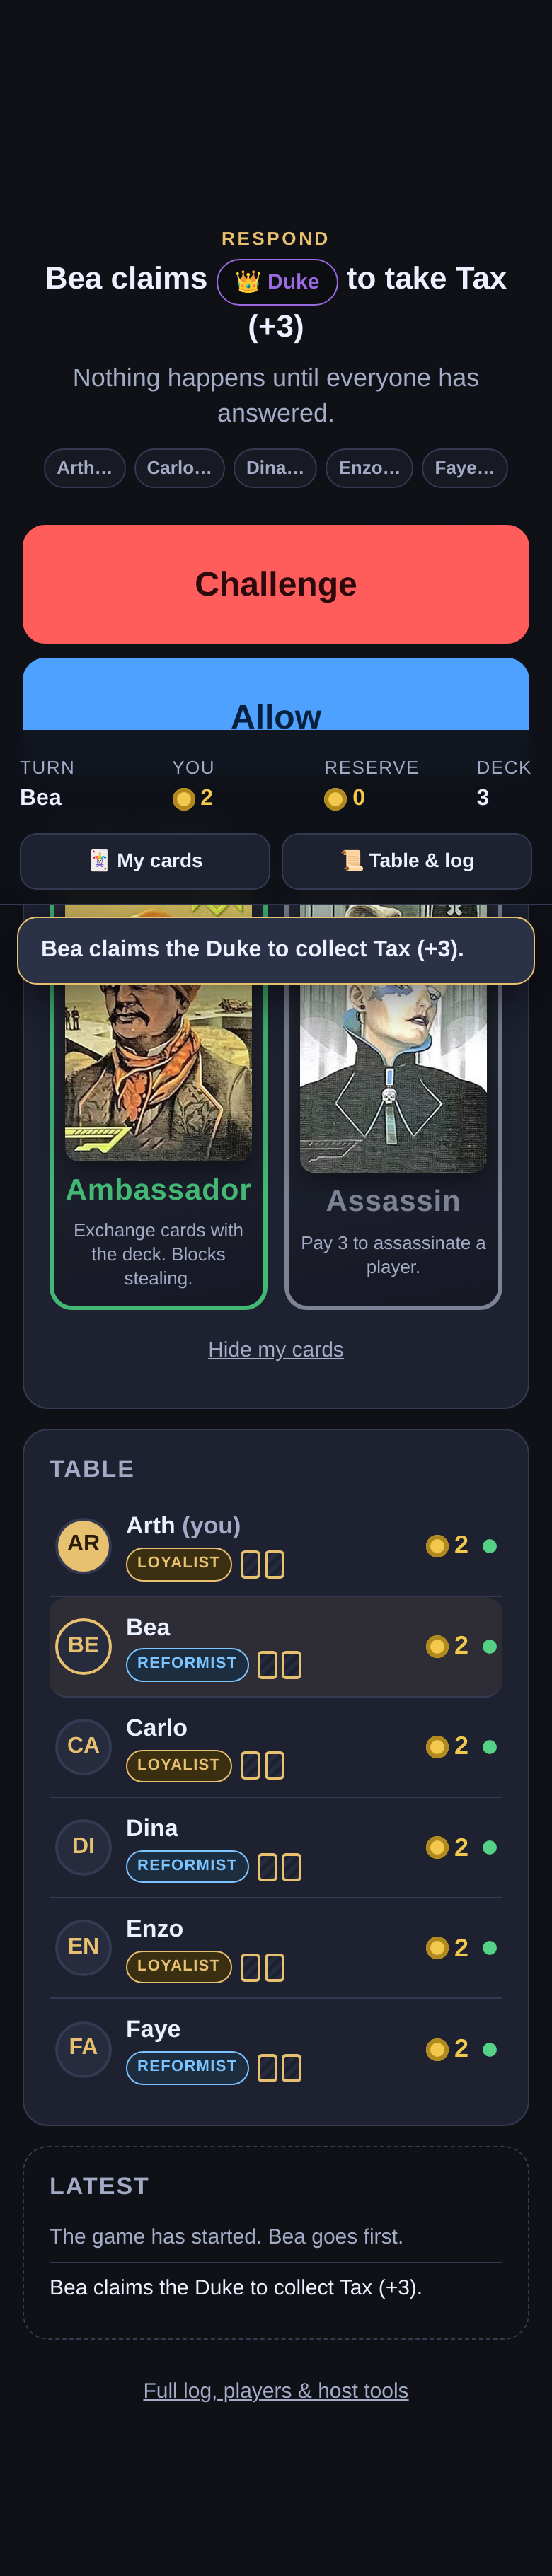 RESPOND
Bea claims 👑 Duke to take Tax
(+3)
Nothing happens until everyone has
answered.
Arth… Carlo… Dina… Enzo… Faye…
Challenge
Allow
TURN YOU RESERVE DECK
Bea 2 0 3
🃏 My cards 📜 Table & log
Bea claims the Duke to collect Tax (+3).
Ambassador
Exchange cards with
the deck. Blocks
stealing.
Assassin
Pay 3 to assassinate a
player.
Hide my cards
TABLE
AR Arth (you) 2
LOYALIST
BE Bea 2
REFORMIST
CA Carlo 2
LOYALIST
DI Dina 2
REFORMIST
EN Enzo 2
LOYALIST
FA Faye 2
REFORMIST
LATEST
The game has started. Bea goes first.
Bea claims the Duke to collect Tax (+3).
Full log, players & host tools